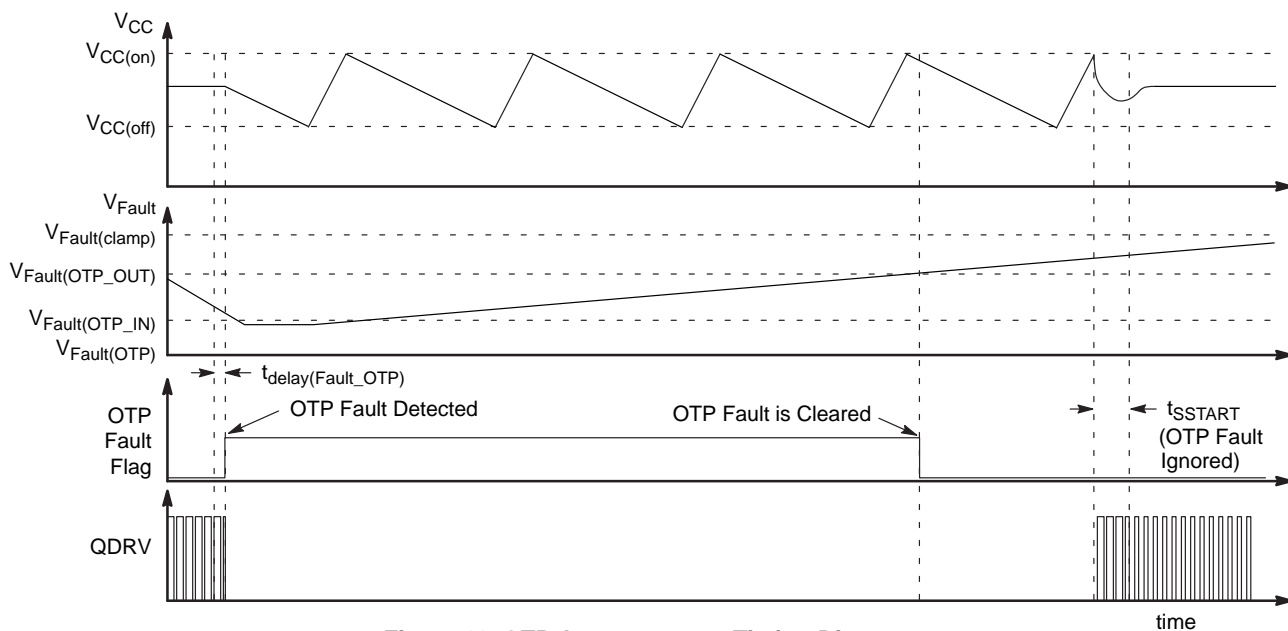 VCC
VCC(on)
VCC(off)
VFault
VFault(clamp)
VFault(OTP_OUT)
VFault(OTP_IN)
VFault(OTP)
tdelay(Fault_OTP)
OTP Fault Detected
OTP Fault is Cleared
tSSTART
(OTP Fault
Ignored)
OTP
Fault
Flag
QDRV
time